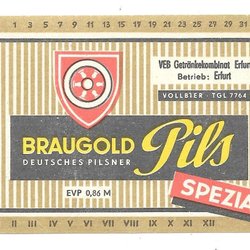 1 3 5 7 9 11 13 15 17 19 21 23 25 27 29 31
VEB Getränkekombinat Erfurt
Betrieb: Erfurt
VOLLBIER · TGL 7764
BRAUGOLD Pils
DEUTSCHES PILSNER
EVP 0,86 M
SPEZIA
II III IV V VI VII VIII IX X XI XII